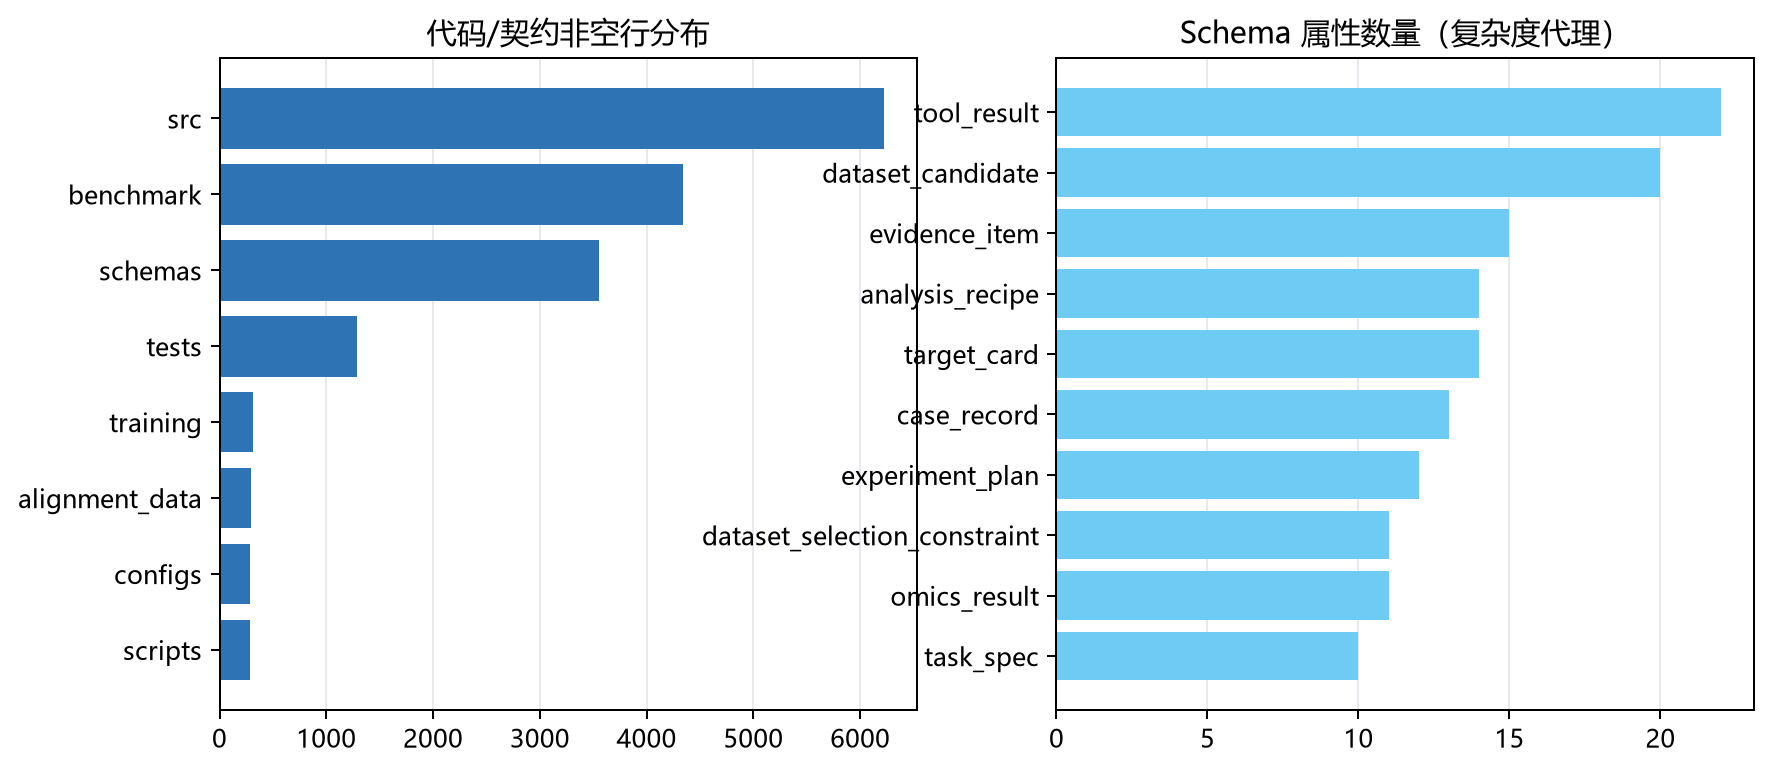 代码/契约非空行分布
src
benchmark
schemas
tests
training
alignment_data
configs
scripts
0 1000 2000 3000 4000 5000 6000
Schema 属性数量（复杂度代理）
tool_result
dataset_candidate
evidence_item
analysis_recipe
target_card
case_record
experiment_plan
dataset_selection_constraint
omics_result
task_spec
0 5 10 15 20